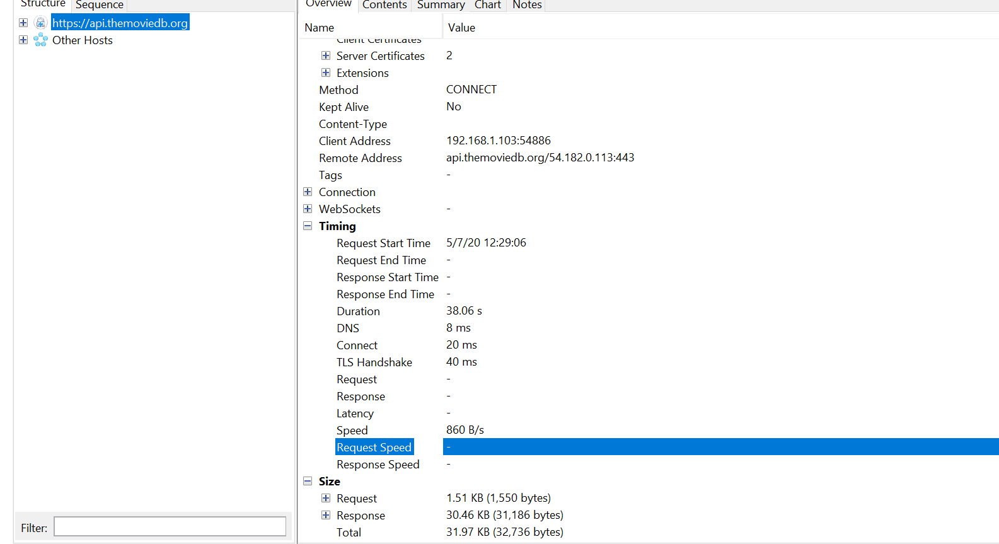 Structure Sequence
https://api.themoviedb.org
Other Hosts
Filter:
Overview Contents Summary Chart Notes
Name Value
Client Certificates
Server Certificates 2
Extensions
Method CONNECT
Kept Alive No
Content-Type
Client Address 192.168.1.103:54886
Remote Address api.themoviedb.org/54.182.0.113:443
Tags -
Connection
WebSockets -
Timing
Request Start Time 5/7/20 12:29:06
Request End Time -
Response Start Time -
Response End Time -
Duration 38.06 s
DNS 8 ms
Connect 20 ms
TLS Handshake 40 ms
Request -
Response -
Latency -
Speed 860 B/s
Request Speed -
Response Speed -
Size
Request 1.51 KB (1,550 bytes)
Response 30.46 KB (31,186 bytes)
Total 31.97 KB (32,736 bytes)